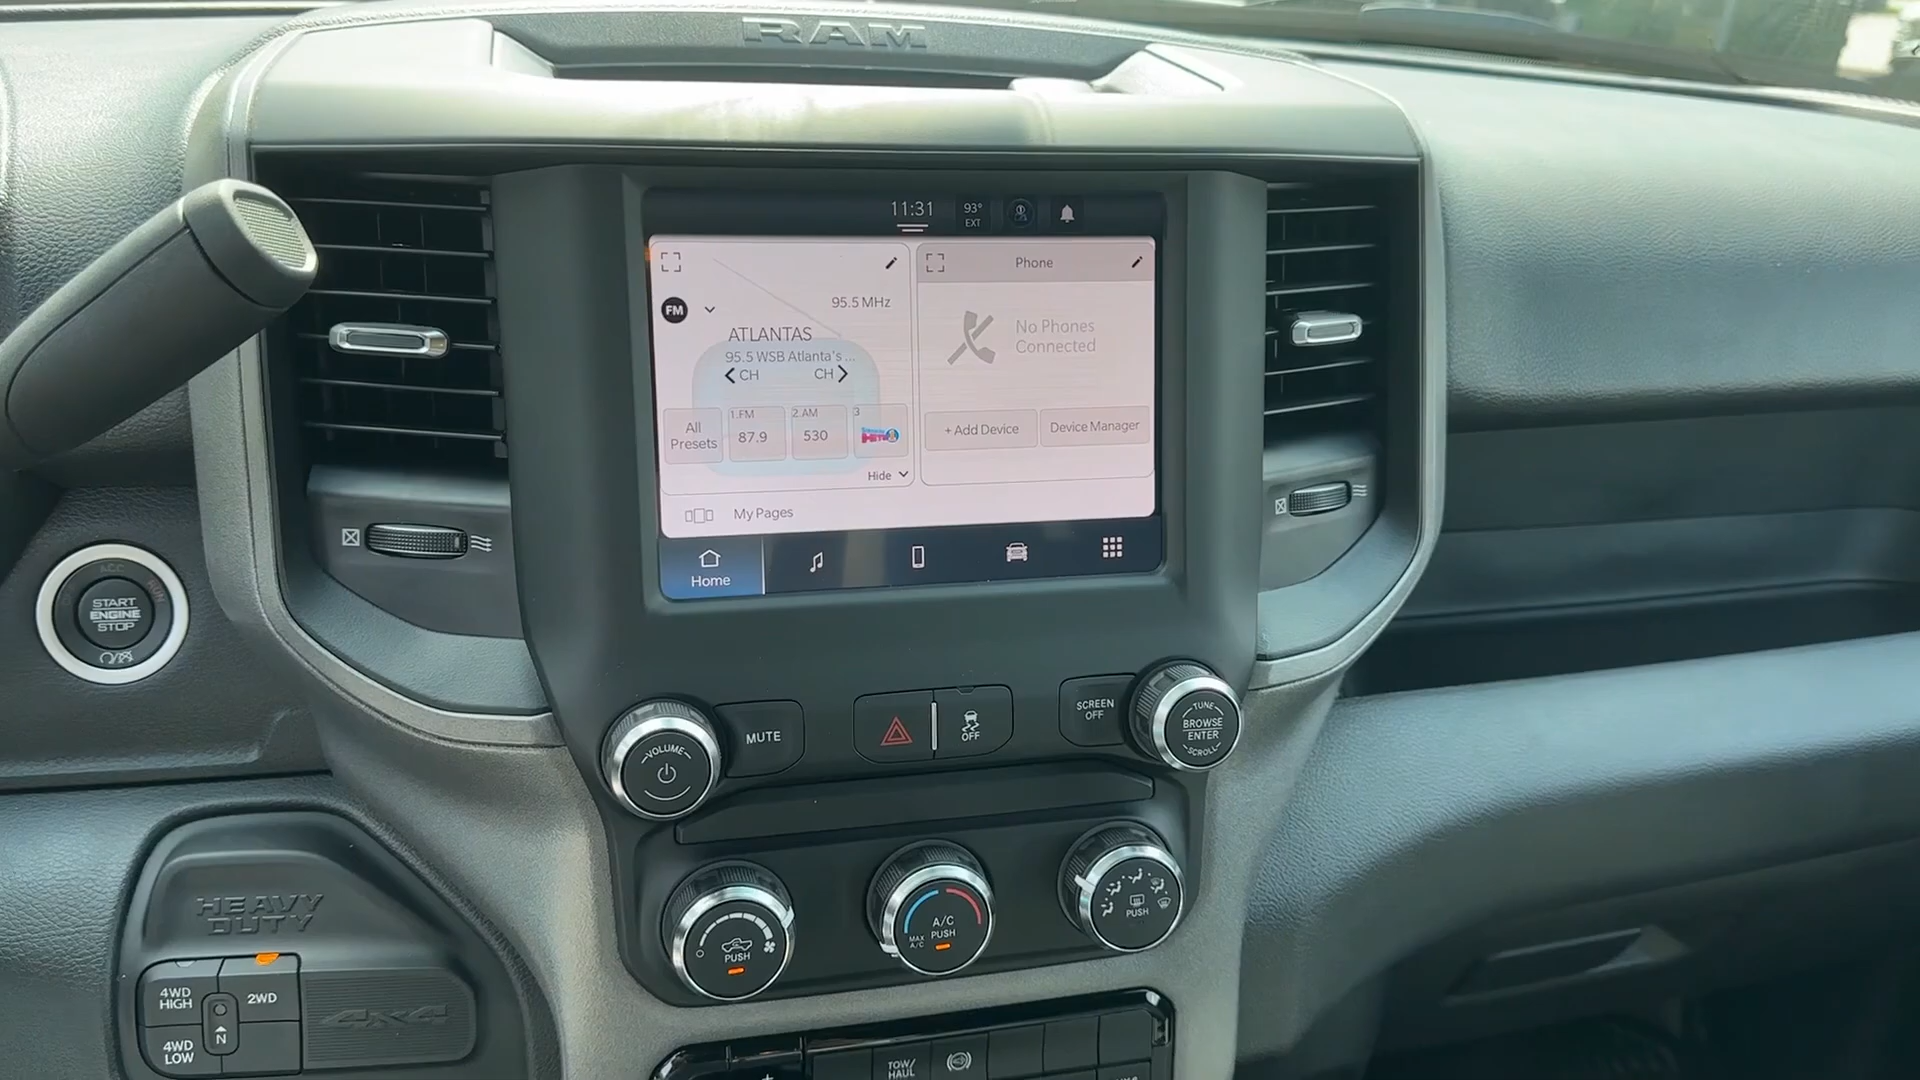 RAM
11:31
93°
EXT
Phone
FM
95.5 MHz
ATLANTAS
95.5 WSB Atlanta's ...
CH
CH
No Phones
Connected
All
Presets
1.FM
87.9
2.AM
530
3
+ Add Device
Device Manager
Hide
My Pages
Home
ACC
RUN
START
ENGINE
STOP
VOLUME
MUTE
OFF
SCREEN
OFF
TUNE
BROWSE
ENTER
SCROLL
PUSH
A/C
PUSH
MAX
A/C
PUSH
HEAVY
DUTY
4WD
HIGH
2WD
N
4WD
LOW
4X4
TOW/
HAUL